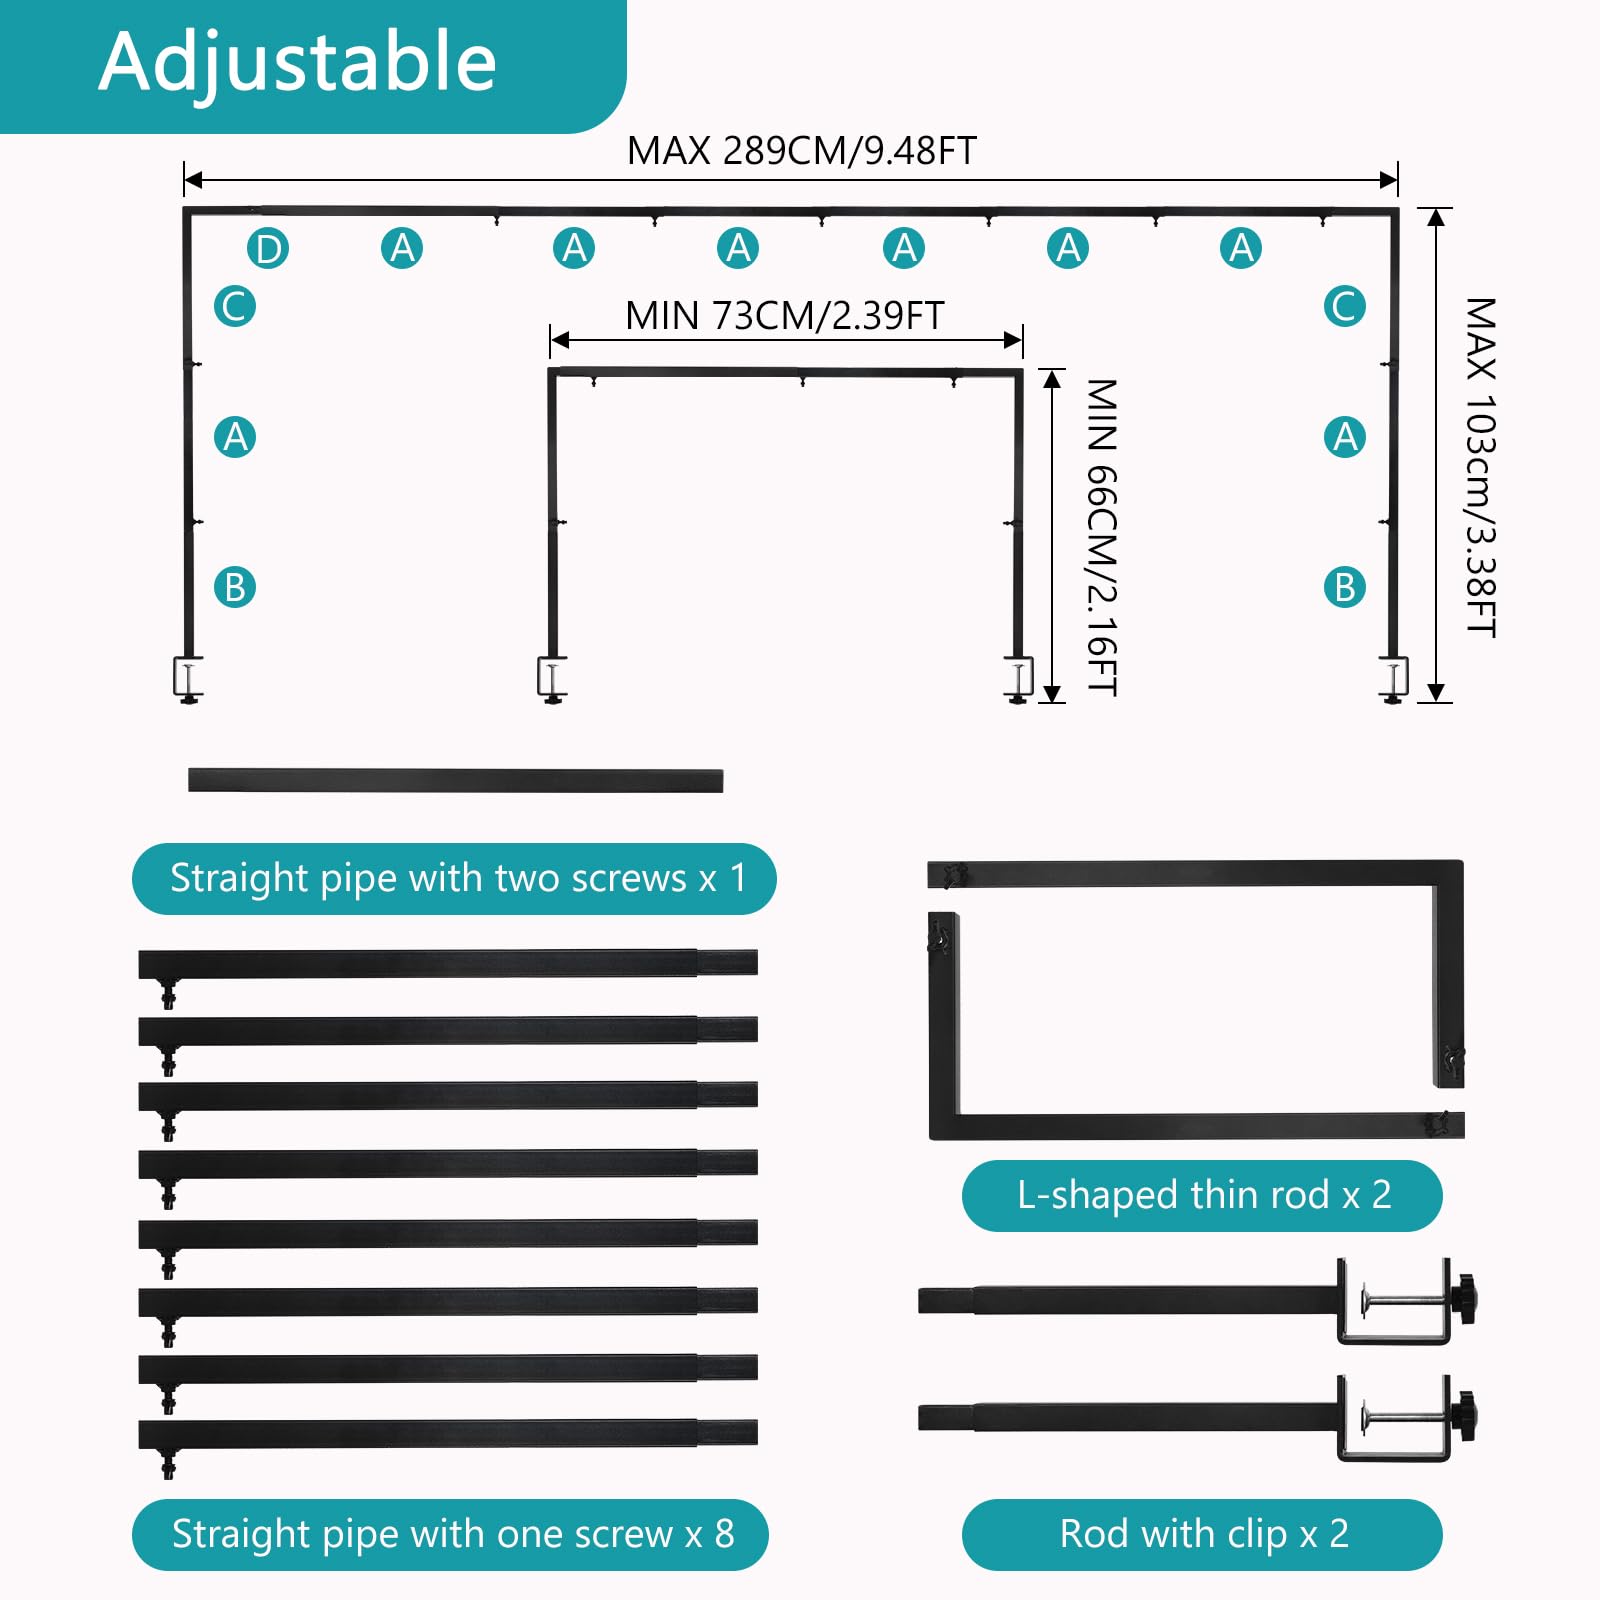 Adjustable
MAX 289CM/9.48FT
D A A A A A A
C C
MIN 73CM/2.39FT
MAX 103cm/3.38FT
MIN 66CM/2.16FT
A A
B B
Straight pipe with two screws x 1
L-shaped thin rod x 2
Straight pipe with one screw x 8
Rod with clip x 2